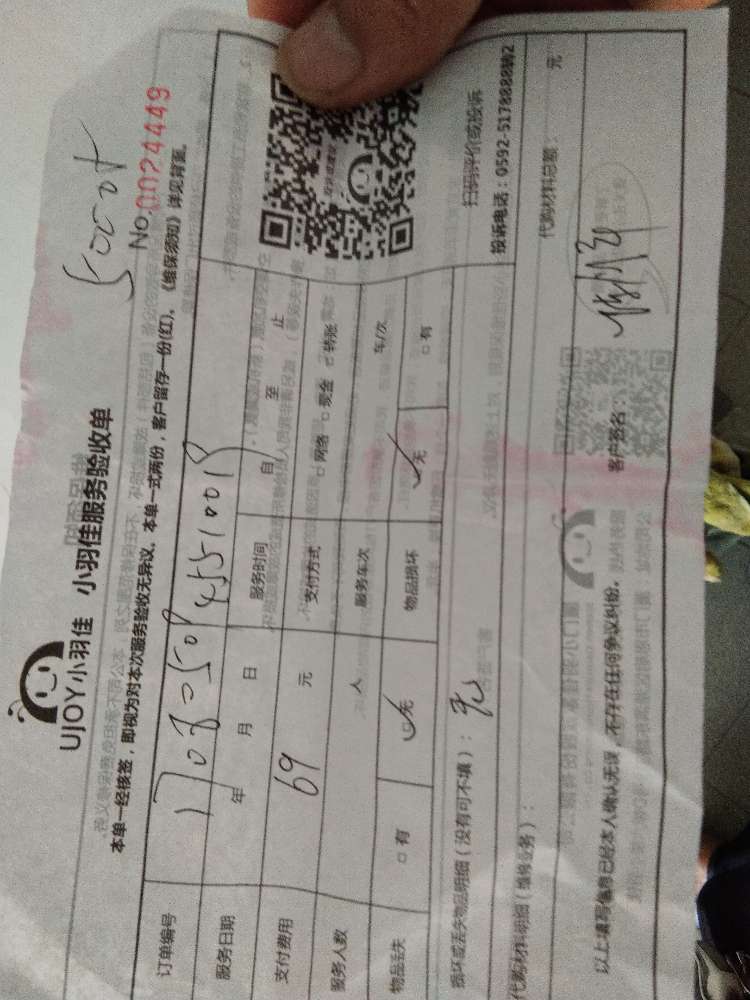 UJOY小羽佳 小羽佳服务验收单
No.0024449
本单一经核签，即视为对本次服务验收无异议。本单一式两份，客户留存一份(红)。《维保须知》详见背面。
订单编号
服务日期 年 月 日 服务时间 自 至 止
支付费用 69 元 支付方式 □网络 □现金 ☑转账
服务人数 人 服务车次 车/次
物品丢失 □有 ☑无 物品损坏 ☑无 □有
扫码评价或投诉
投诉电话：0592-5178888转2
损坏或丢失物品明细（没有可不填）：无
代购材料明细（维修业务）： 代购材料总额： 元
以上填写信息已经本人确认无误，不存在任何争议纠纷。 客户签名：